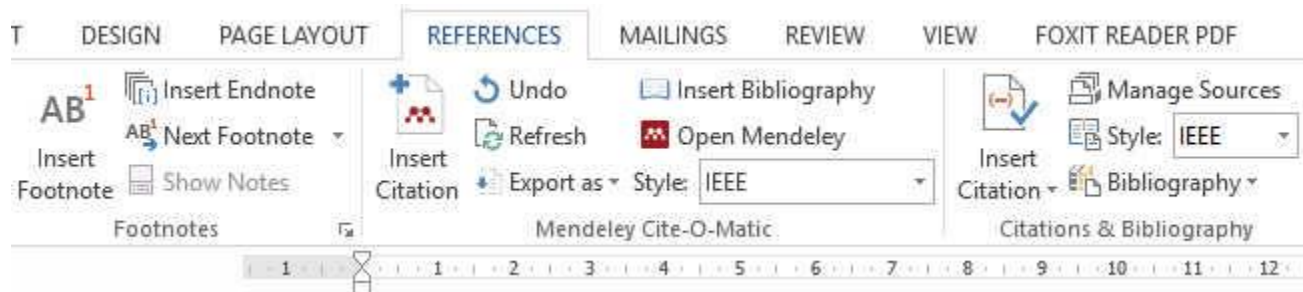 T DESIGN PAGE LAYOUT REFERENCES MAILINGS REVIEW VIEW FOXIT READER PDF
AB1
Insert
Footnote
Insert Endnote
AB1 Next Footnote
Show Notes
Footnotes
Insert
Citation
Undo
Refresh
Export as
Insert Bibliography
Open Mendeley
Style: IEEE
Mendeley Cite-O-Matic
Insert
Citation
Manage Sources
Style: IEEE
Bibliography
Citations & Bibliography
1 1 2 3 4 5 6 7 8 9 10 11 12